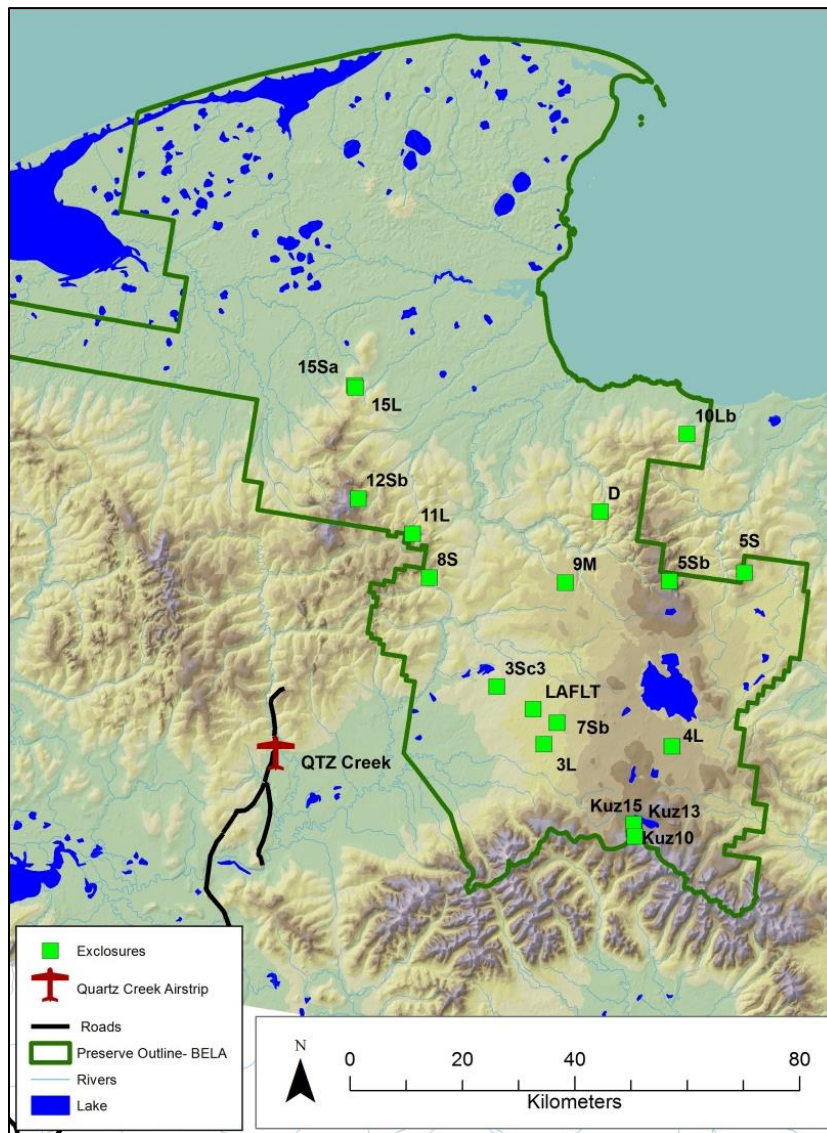 15Sa
15L
10Lb
12Sb
D
11L
8S
9M
5Sb
5S
3Sc3
LAFLT
7Sb
3L
4L
QTZ Creek
Kuz15
Kuz13
Kuz10
Exclosures
Quartz Creek Airstrip
Roads
Preserve Outline- BELA
Rivers
Lake
N
0 20 40 60 80
Kilometers